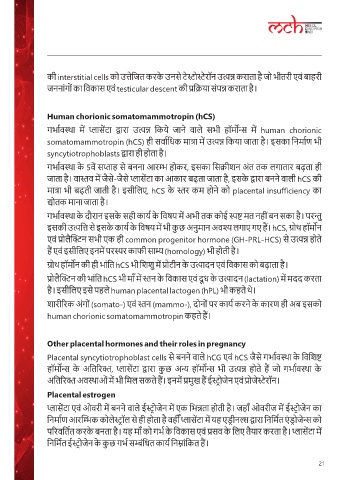 mch
की interstitial cells को उत्तेजित करके उनसे टेस्टोस्टेरॉन उत्पन्न कराता है जो भीतरी एवं बाहरी
जननांगों का विकास एवं testicular descent की प्रक्रिया संपन्न कराता है।
Human chorionic somatomammotropin (hCS)
गर्भावस्था में प्लासेंटा द्वारा उत्पन्न किये जाने वाले सभी हॉर्मोन्स में human chorionic
somatomammotropin (hCS) ही सर्वाधिक मात्रा में उत्पन्न किया जाता है। इसका निर्माण भी
syncytiotrophoblasts द्वारा ही होता है।
गर्भावस्था के 5वें सप्ताह से बनना आरम्भ होकर, इसका सिक्रीशन अंत तक लगातार बढ़ता ही
जाता है। वास्तव में जैसे-जैसे प्लासेंटा का आकार बढ़ता जाता है, इसके द्वारा बनने वाली hCS की
मात्रा भी बढ़ती जाती है। इसीलिए, hCS के स्तर कम होने को placental insufficiency का
द्योतक माना जाता है।
गर्भावस्था के दौरान इसके सही कार्य के विषय में अभी तक कोई स्पष्ट मत नहीं बन सका है। परन्तु
इसकी उत्पत्ति से इसके कार्य के विषय में भी कुछ अनुमान अवश्य लगाए गए हैं। hCS, ग्रोथ हॉर्मोन
एवं प्रोलैक्टिन सभी एक ही common progenitor hormone (GH-PRL-HCS) से उत्पन्न होते
हैं एवं इसीलिए इनमें परस्पर काफी साम्य (homology) भी होती है।
ग्रोथ हॉर्मोन की ही भांति hCS भी शिशु में प्रोटीन के उत्पादन एवं विकास को बढ़ाता है।
प्रोलैक्टिन की भांति hCS भी माँ में स्तन के विकास एवं दूध के उत्पादन (lactation) में मदद करता
है। इसीलिए इसे पहले human placental lactogen (hPL) भी कहते थे।
शारीरिक अंगों (somato-) एवं स्तन (mammo-), दोनों पर कार्य करने के कारण ही अब इसको
human chorionic somatomammotropin कहते हैं।
Other placental hormones and their roles in pregnancy
Placental syncytiotrophoblast cells से बनने वाले hCG एवं hCS जैसे गर्भावस्था के विशिष्ट
हॉर्मोन्स के अतिरिक्त, प्लासेंटा द्वारा कुछ अन्य हॉर्मोन्स भी उत्पन्न होते हैं जो गर्भावस्था के
अतिरिक्त अवस्थाओं में भी मिल सकते हैं। इनमें प्रमुख हैं ईस्ट्रोजेन एवं प्रोजेस्टेरॉन।
Placental estrogen
प्लासेंटा एवं ओवरी में बनने वाले ईस्ट्रोजेन में एक भिन्नता होती है। जहाँ ओवरीज में ईस्ट्रोजेन का
निर्माण आरम्भिक कोलेस्ट्रॉल से ही होता है वहीँ प्लासेंटा में यह एड्रीनल्स द्वारा निर्मित एंड्रोजेन्स को
परिवर्तित करके बनता है। यह माँ को गर्भ के विकास एवं प्रसव के लिए तैयार करता है। प्लासेंटा में
निर्मित ईस्ट्रोजेन के कुछ गर्भ सम्बंधित कार्य निम्नांकित हैं।
21